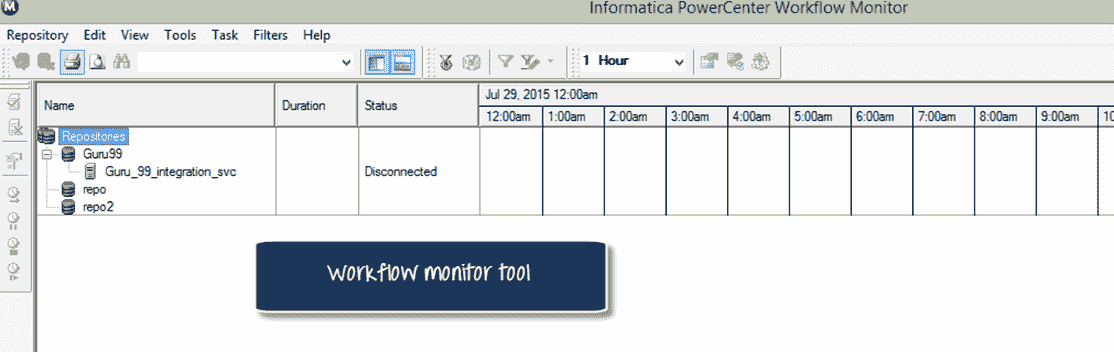 M
Informatica PowerCenter Workflow Monitor
Repository Edit View Tools Task Filters Help
1 Hour
Name Duration Status Jul 29, 2015 12:00am
12:00am 1:00am 2:00am 3:00am 4:00am 5:00am 6:00am 7:00am 8:00am 9:00am 10
Repositories
Guru99
Guru_99_integration_svc Disconnected
repo
repo2
Workflow monitor tool